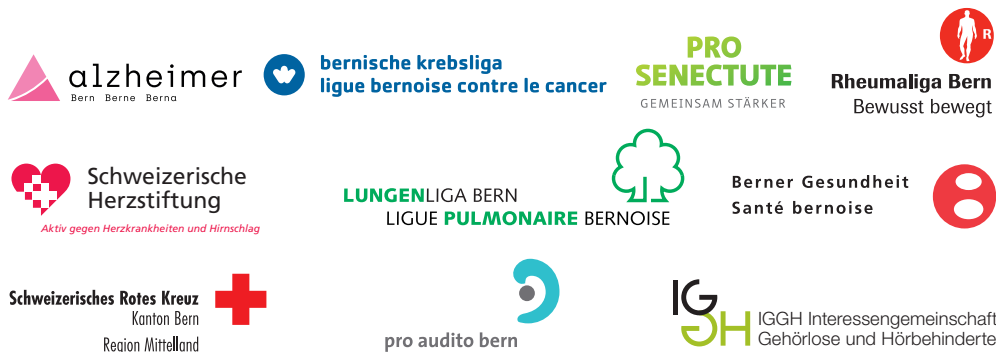 alzheimer
Bern Berne Berna
bernische krebsliga
ligue bernoise contre le cancer
PRO
SENECTUTE
GEMEINSAM STÄRKER
R
Rheumaliga Bern
Bewusst bewegt
Schweizerische
Herzstiftung
Aktiv gegen Herzkrankheiten und Hirnschlag
LUNGENLIGA BERN
LIGUE PULMONAIRE BERNOISE
Berner Gesundheit
Santé bernoise
Schweizerisches Rotes Kreuz
Kanton Bern
Region Mittelland
pro audito bern
IG
GH
IGGH Interessengemeinschaft
Gehörlose und Hörbehinderte